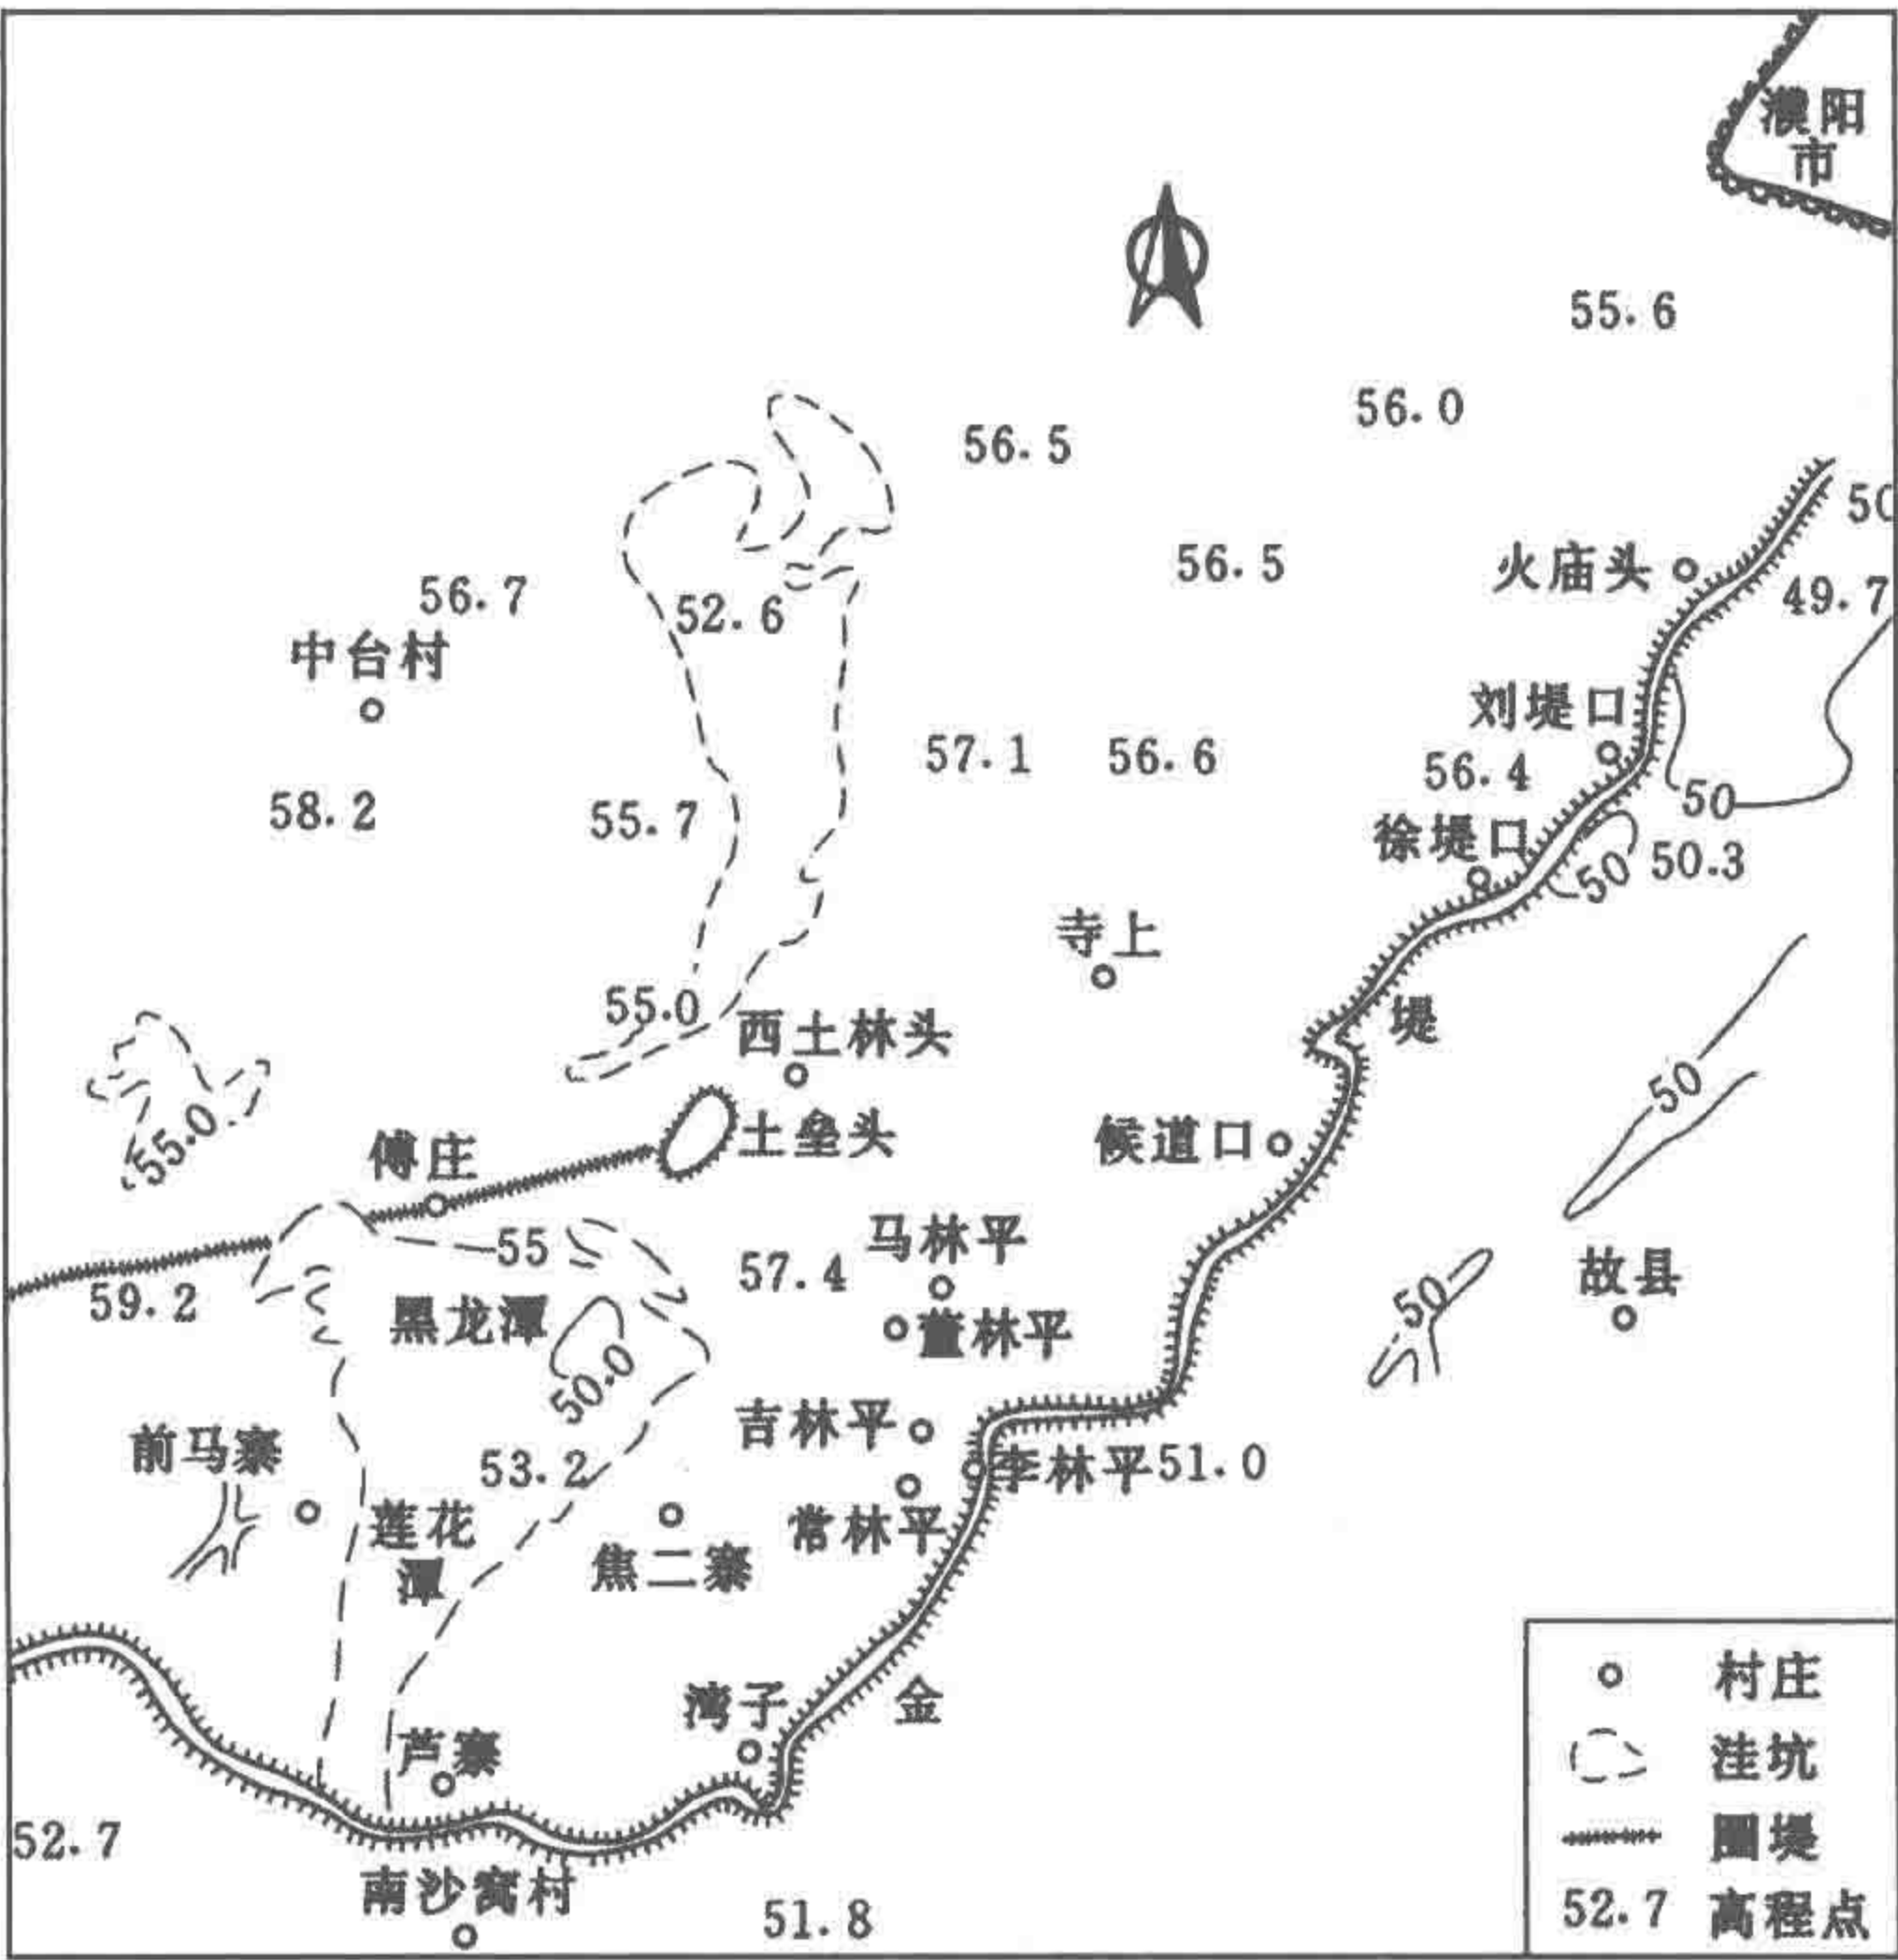 濮阳
市
55.6
56.0
56.5
50
56.5
火庙头
56.7
52.6
49.7
中台村
刘堤口
57.1
56.6
56.4
50
58.2
55.7
徐堤口
50
50.3
寺上
55.0
西土林头
堤
50
55.0
傅庄
土垒头
候道口
55
马林平
57.4
59.2
黑龙潭
董林平
50
故县
50.0
吉林平
前马寨
53.2
李林平
51.0
莲花
潭
常林平
焦二寨
湾子
金
芦寨
52.7
南沙窝村
51.8
村庄
洼坑
圈堤
52.7
高程点